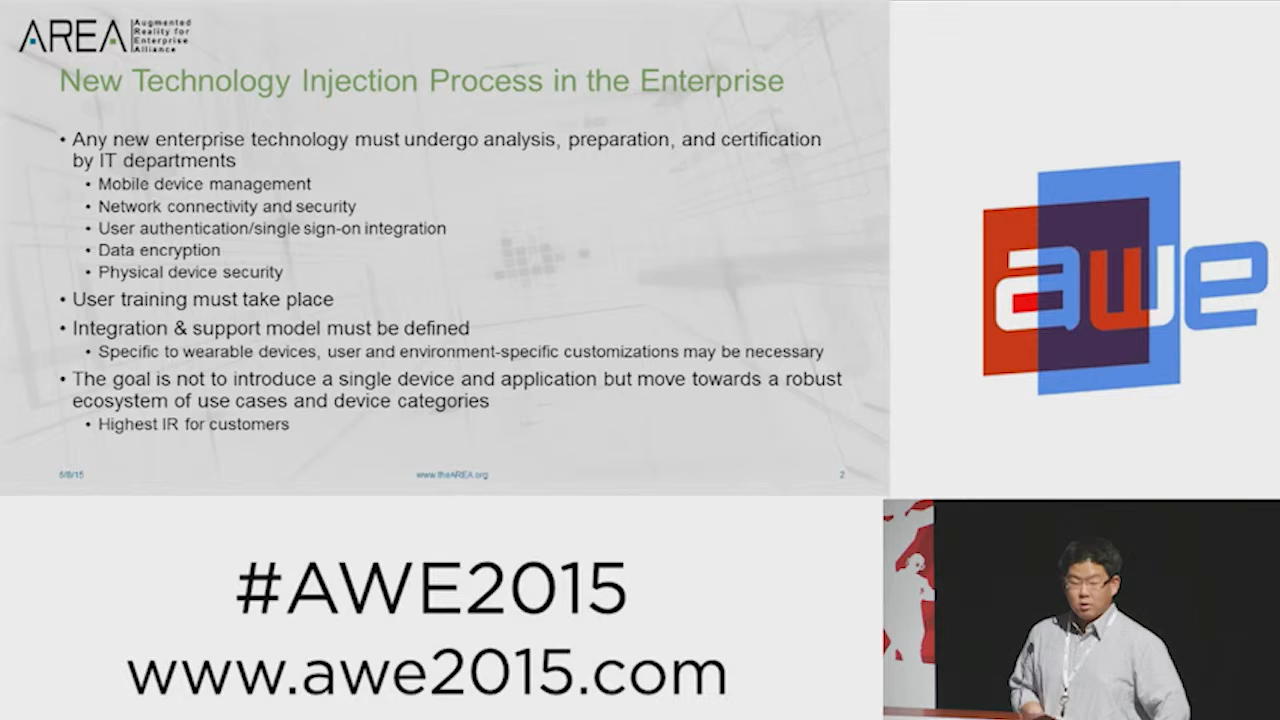 AREA
Augmented
Reality for
Enterprise
Alliance
New Technology Injection Process in the Enterprise
• Any new enterprise technology must undergo analysis, preparation, and certification
by IT departments
• Mobile device management
• Network connectivity and security
• User authentication/single sign-on integration
• Data encryption
• Physical device security
• User training must take place
• Integration & support model must be defined
• Specific to wearable devices, user and environment-specific customizations may be necessary
• The goal is not to introduce a single device and application but move towards a robust
ecosystem of use cases and device categories
• Highest IR for customers
5/8/15
www.theAREA.org
2
awe
#AWE2015
www.awe2015.com